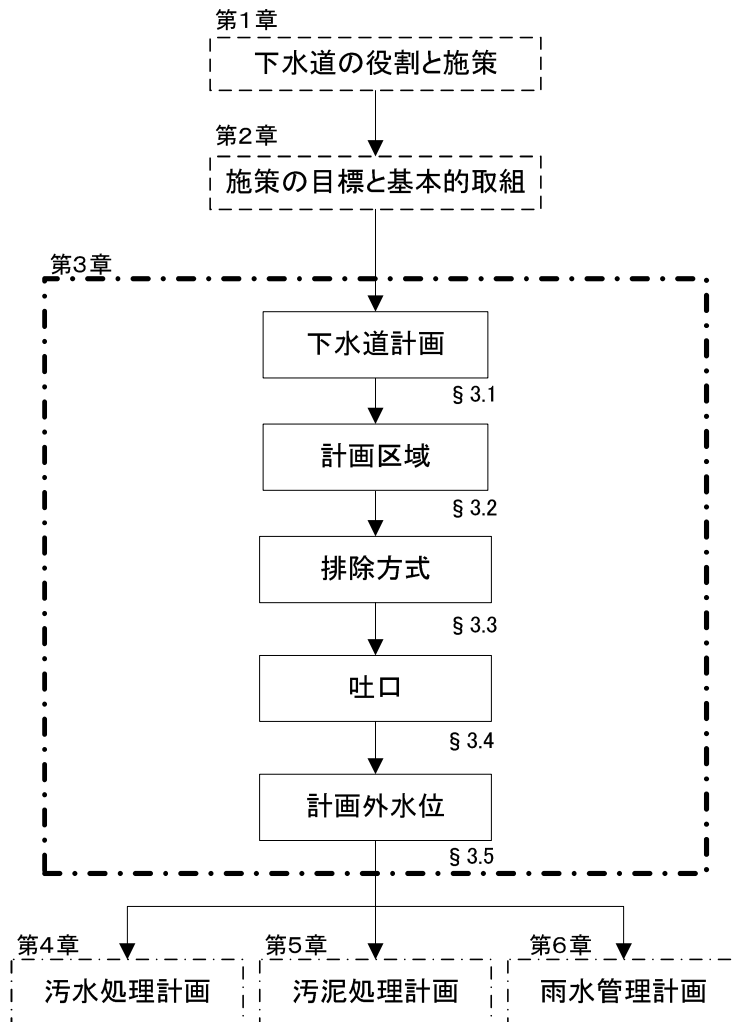 第1章
下水道の役割と施策
第2章
施策の目標と基本的取組
第3章
下水道計画
§3.1
計画区域
§3.2
排除方式
§3.3
吐口
§3.4
計画外水位
§3.5
第4章
汚水処理計画
第5章
汚泥処理計画
第6章
雨水管理計画